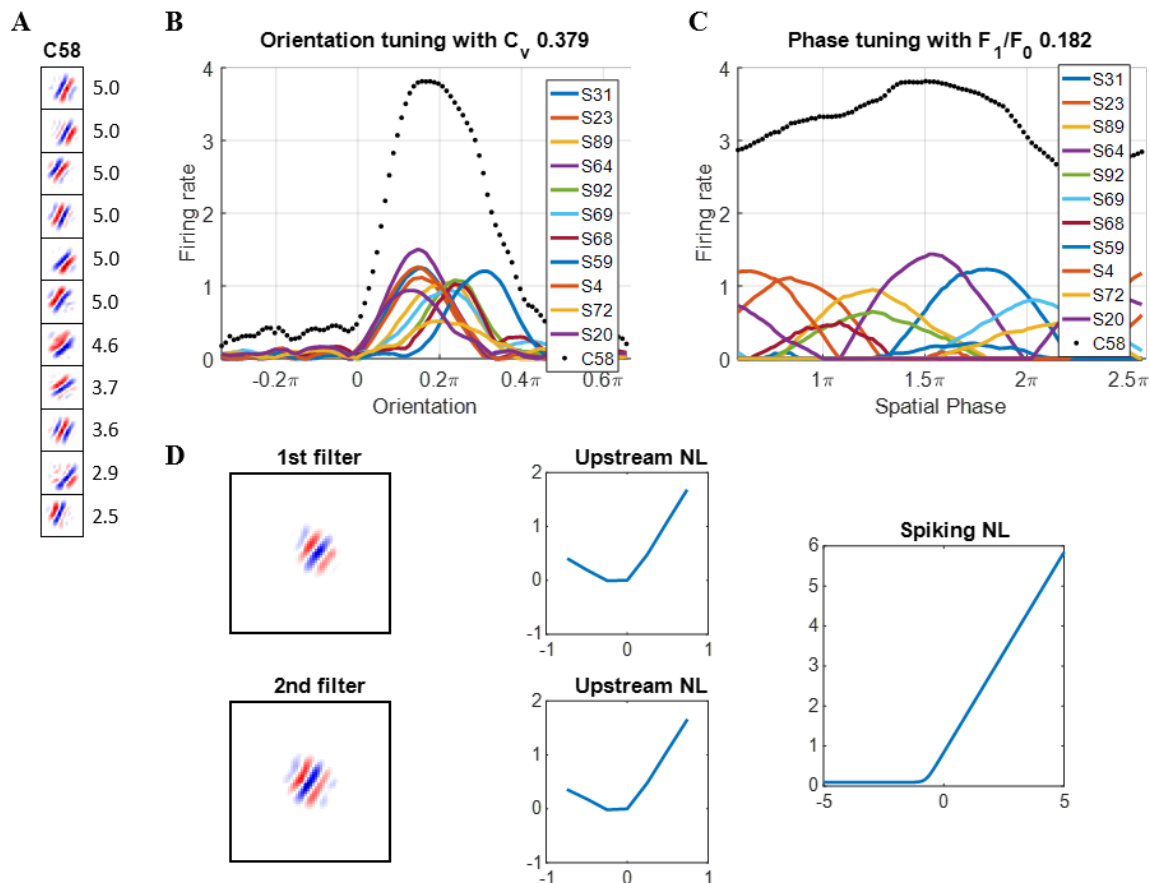 A
C58
5.0
5.0
5.0
5.0
5.0
5.0
4.6
3.7
3.6
2.9
2.5
B
Orientation tuning with Cv 0.379
Firing rate
4
3
2
1
0
-0.2π
0
0.2π
0.4π
0.6π
Orientation
S31
S23
S89
S64
S92
S69
S68
S59
S4
S72
S20
C58
C
Phase tuning with F1/F0 0.182
Firing rate
4
3
2
1
0
1π
1.5π
2π
2.5π
Spatial Phase
S31
S23
S89
S64
S92
S69
S68
S59
S4
S72
S20
C58
D
1st filter
Upstream NL
2
1
0
-1
-1
0
1
2nd filter
Upstream NL
2
1
0
-1
-1
0
1
Spiking NL
6
5
4
3
2
1
0
-5
0
5